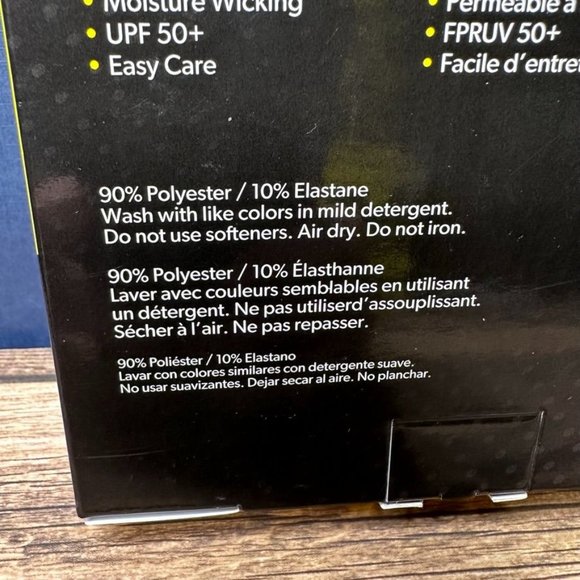 • Moisture Wicking
• UPF 50+
• Easy Care
• Perméable à
• FPRUV 50+
• Facile d'entret
90% Polyester / 10% Elastane
Wash with like colors in mild detergent.
Do not use softeners. Air dry. Do not iron.
90% Polyester / 10% Élasthanne
Laver avec couleurs semblables en utilisant
un détergent. Ne pas utiliserd'assouplissant.
Sécher à l'air. Ne pas repasser.
90% Poliéster / 10% Elastano
Lavar con colores similares con detergente suave.
No usar suavizantes. Dejar secar al aire. No planchar.